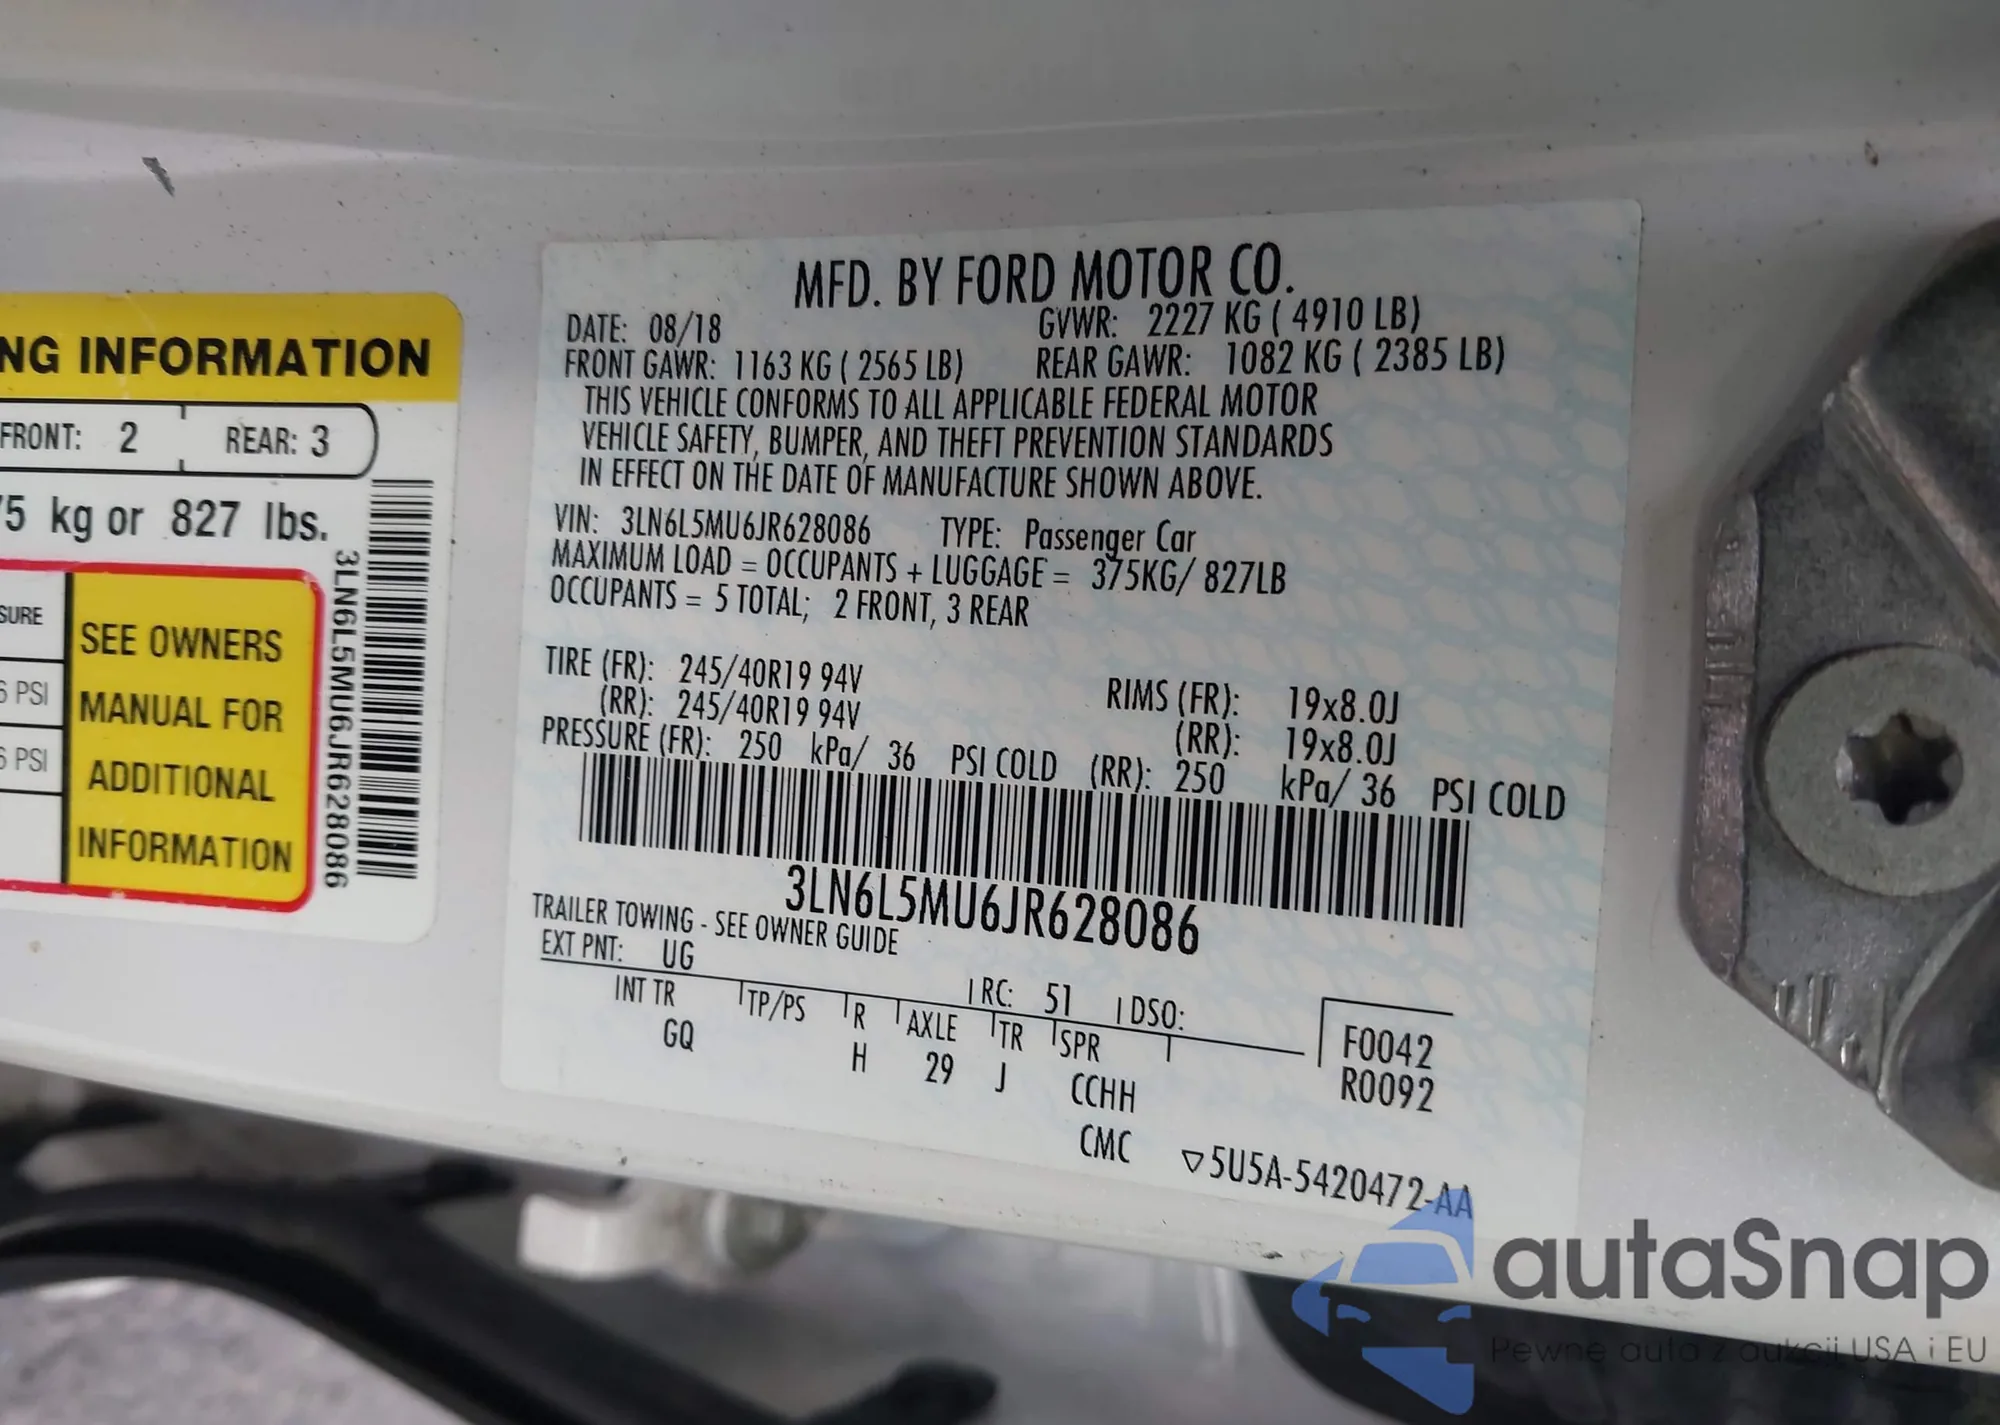 NG INFORMATION
FRONT: 2 REAR: 3
75 kg or 827 lbs.
SURE
6 PSI
6 PSI
SEE OWNERS
MANUAL FOR
ADDITIONAL
INFORMATION
3LN6L5MU6JR628086
MFD. BY FORD MOTOR CO.
DATE: 08/18 GVWR: 2227 KG ( 4910 LB)
FRONT GAWR: 1163 KG ( 2565 LB) REAR GAWR: 1082 KG ( 2385 LB)
THIS VEHICLE CONFORMS TO ALL APPLICABLE FEDERAL MOTOR
VEHICLE SAFETY, BUMPER, AND THEFT PREVENTION STANDARDS
IN EFFECT ON THE DATE OF MANUFACTURE SHOWN ABOVE.
VIN: 3LN6L5MU6JR628086 TYPE: Passenger Car
MAXIMUM LOAD = OCCUPANTS + LUGGAGE = 375KG/ 827LB
OCCUPANTS = 5 TOTAL; 2 FRONT, 3 REAR
TIRE (FR): 245/40R19 94V RIMS (FR): 19x8.0J
(RR): 245/40R19 94V (RR): 19x8.0J
PRESSURE (FR): 250 kPa/ 36 PSI COLD (RR): 250 kPa/ 36 PSI COLD
3LN6L5MU6JR628086
TRAILER TOWING - SEE OWNER GUIDE
EXT PNT: UG RC: 51 DSO:
INT TR TP/PS R AXLE TR SPR F0042
GQ H 29 J CCHH R0092
CMC ▽5U5A-5420472-AA
autaSnap
Pewne auta z aukcji USA i EU